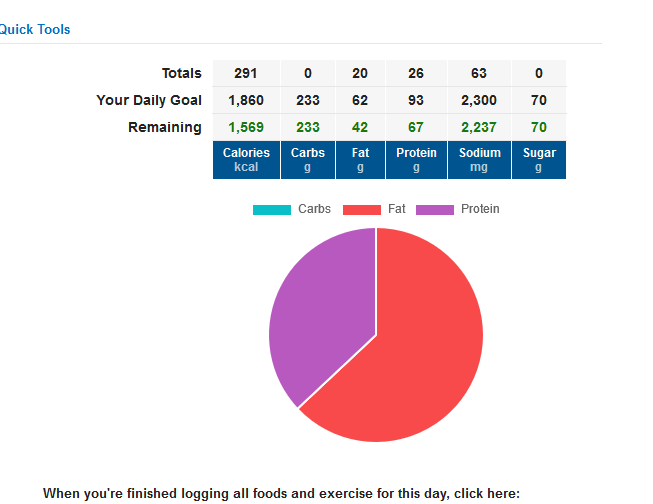 Quick Tools
Totals 291 0 20 26 63 0
Your Daily Goal 1,860 233 62 93 2,300 70
Remaining 1,569 233 42 67 2,237 70
Calories Carbs Fat Protein Sodium Sugar
kcal g g g mg g
Carbs Fat Protein
When you're finished logging all foods and exercise for this day, click here: